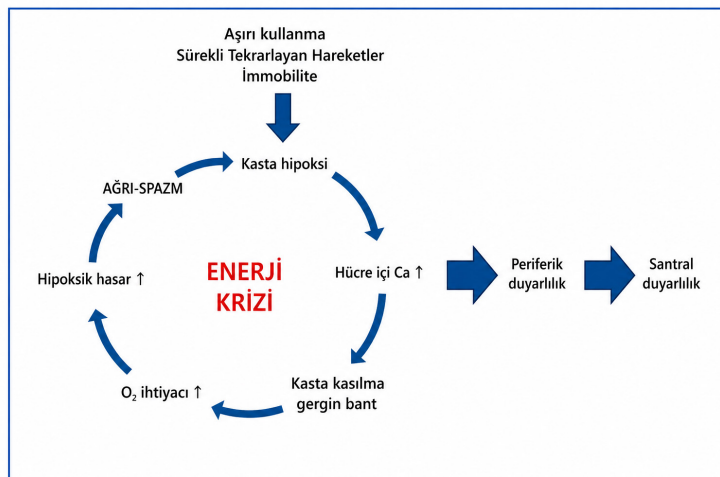 Aşırı kullanma
Sürekli Tekrarlayan Hareketler
İmmobilite
Kasta hipoksi
AĞRI-SPAZM
Hipoksik hasar ↑
ENERJİ
KRİZİ
Hücre içi Ca ↑
Periferik
duyarlılık
Santral
duyarlılık
Kasta kasılma
gergin bant
O₂ ihtiyacı ↑